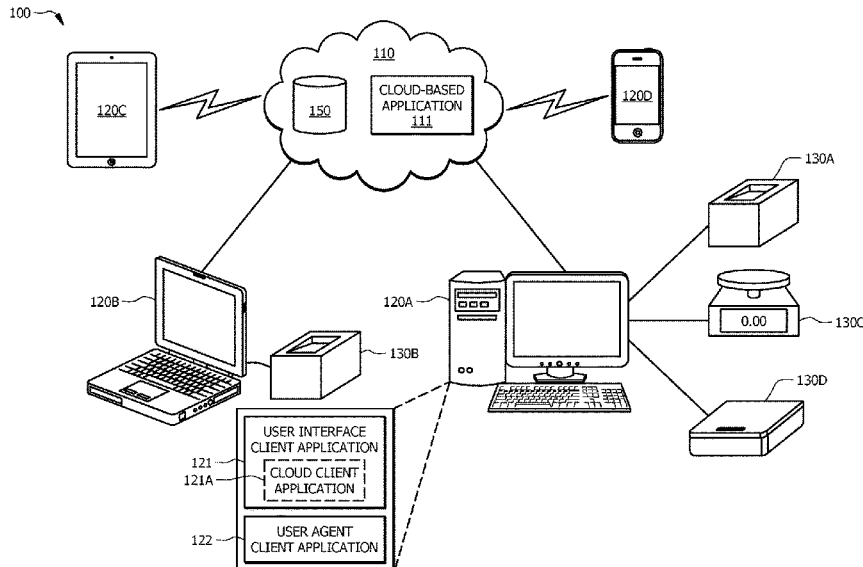 100
110
120C
150
CLOUD-BASED
APPLICATION
111
120D
130A
120B
120A
0.00
130C
130B
130D
USER INTERFACE
CLIENT APPLICATION
121
CLOUD CLIENT
APPLICATION
121A
USER AGENT
CLIENT APPLICATION
122